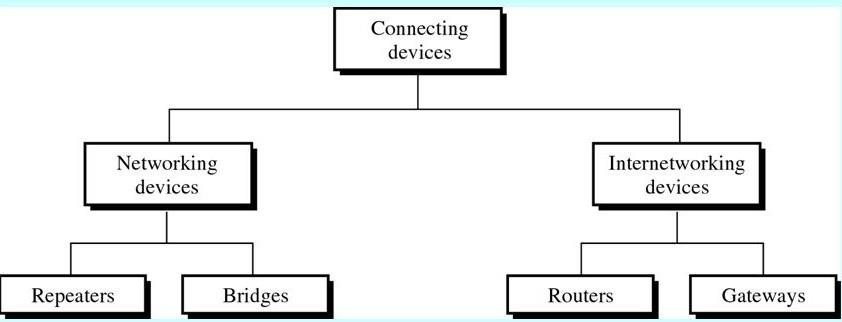 Connecting
devices
Networking
devices
Internetworking
devices
Repeaters
Bridges
Routers
Gateways